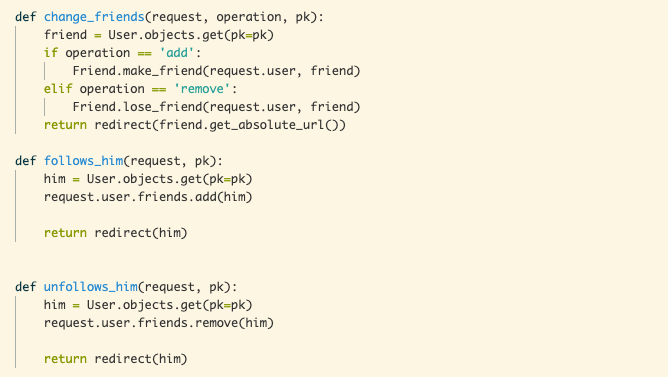 def change_friends(request, operation, pk):
    friend = User.objects.get(pk=pk)
    if operation == 'add':
        Friend.make_friend(request.user, friend)
    elif operation == 'remove':
        Friend.lose_friend(request.user, friend)
    return redirect(friend.get_absolute_url())

def follows_him(request, pk):
    him = User.objects.get(pk=pk)
    request.user.friends.add(him)

    return redirect(him)


def unfollows_him(request, pk):
    him = User.objects.get(pk=pk)
    request.user.friends.remove(him)

    return redirect(him)